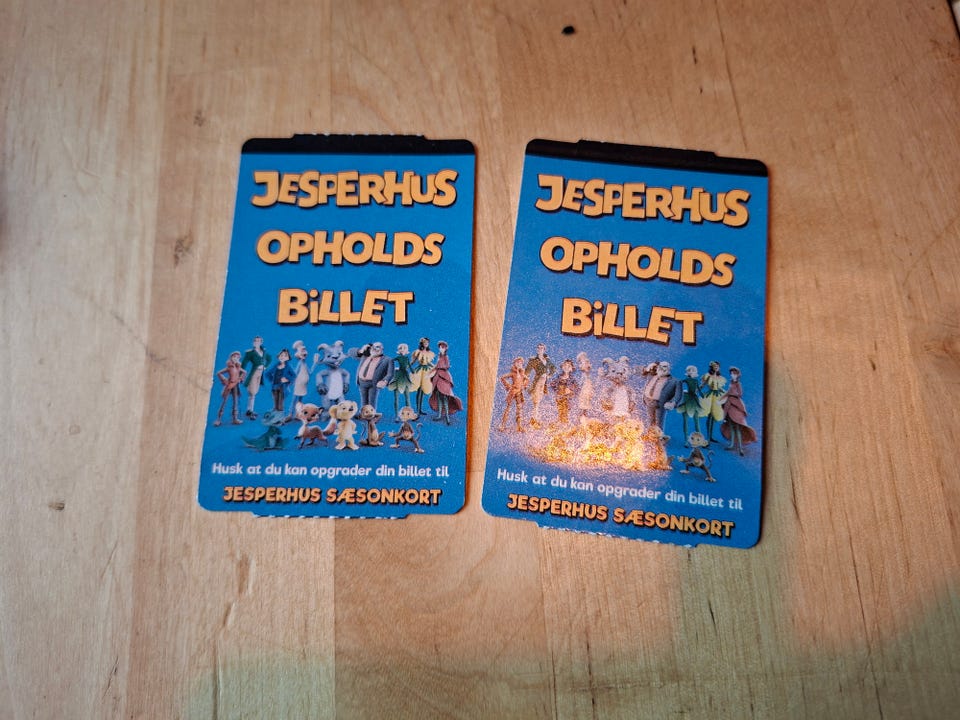 JESPERHUS
OPHOLDS
BiLLET
Husk at du kan opgrader din billet til
JESPERHUS SÆSONKORT
JESPERHUS
OPHOLDS
BiLLET
Husk at du kan opgrader din billet til
JESPERHUS SÆSONKORT